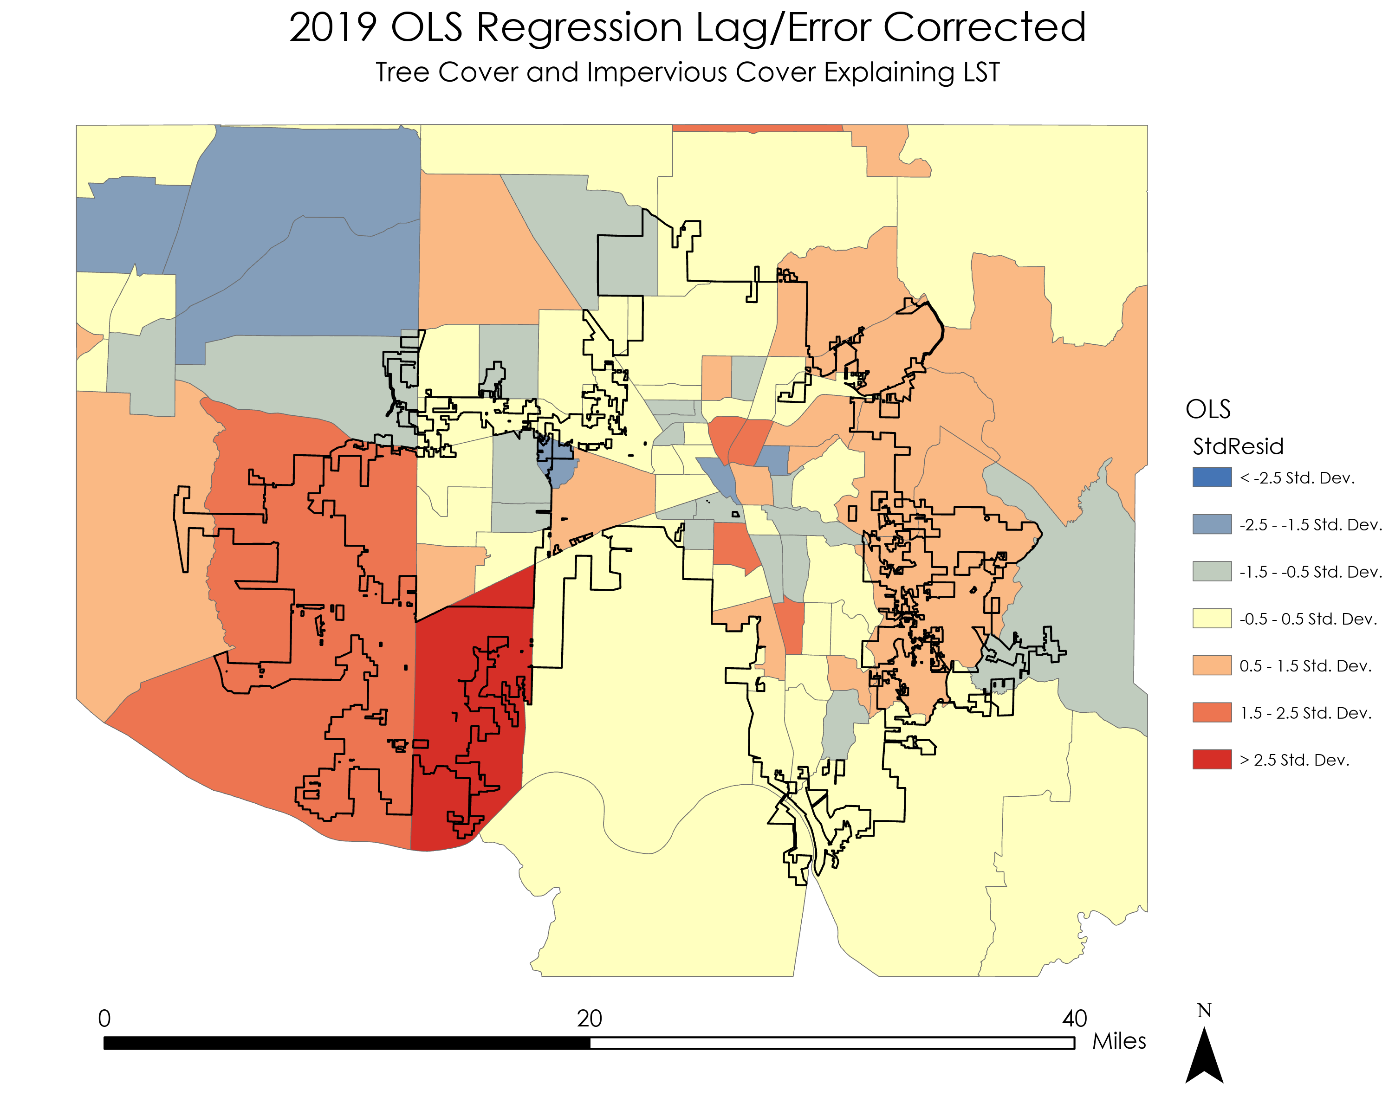 2019 OLS Regression Lag/Error Corrected
Tree Cover and Impervious Cover Explaining LST
OLS
StdResid
< -2.5 Std. Dev.
-2.5 - -1.5 Std. Dev.
-1.5 - -0.5 Std. Dev.
-0.5 - 0.5 Std. Dev.
0.5 - 1.5 Std. Dev.
1.5 - 2.5 Std. Dev.
> 2.5 Std. Dev.
0 20 40
Miles
N